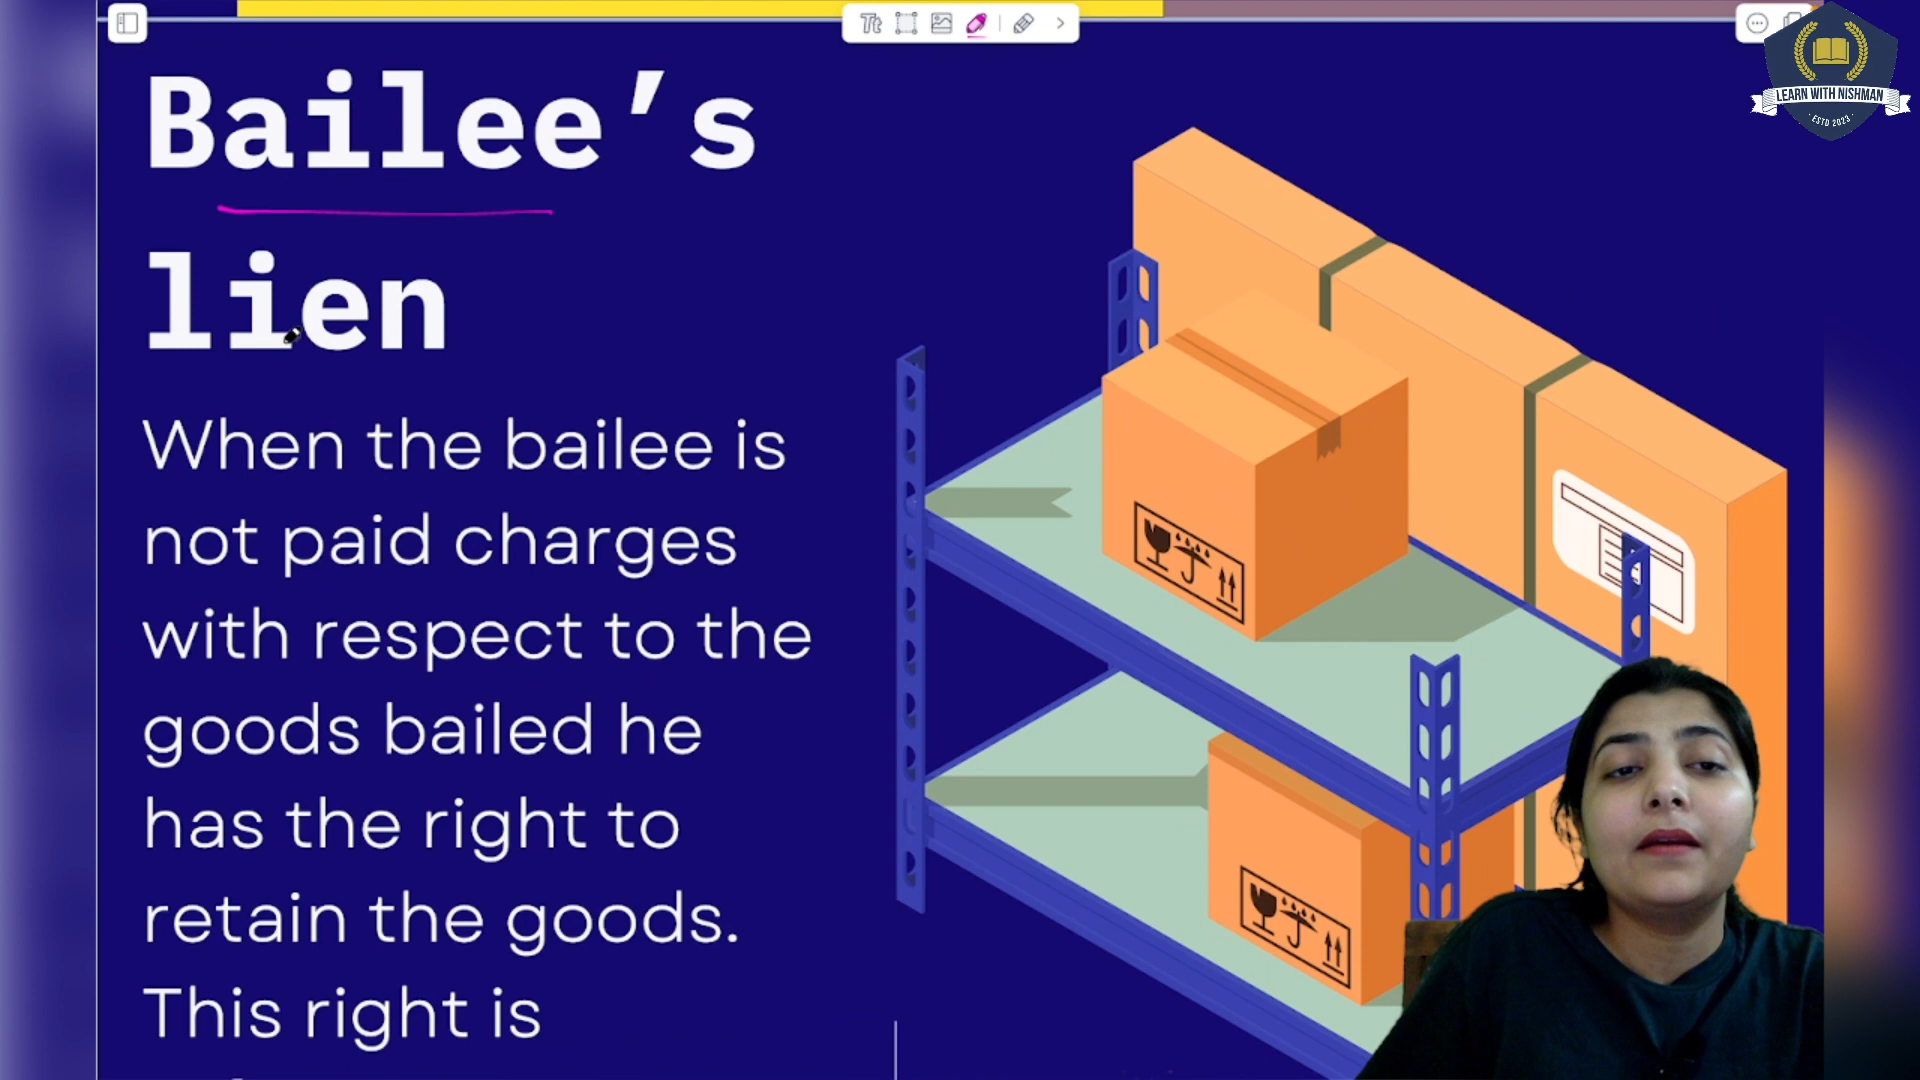 Tt
LEARN WITH NISHMAN
· ESTD 2023 ·
Bailee’s
lien
When the bailee is
not paid charges
with respect to the
goods bailed he
has the right to
retain the goods.
This right is